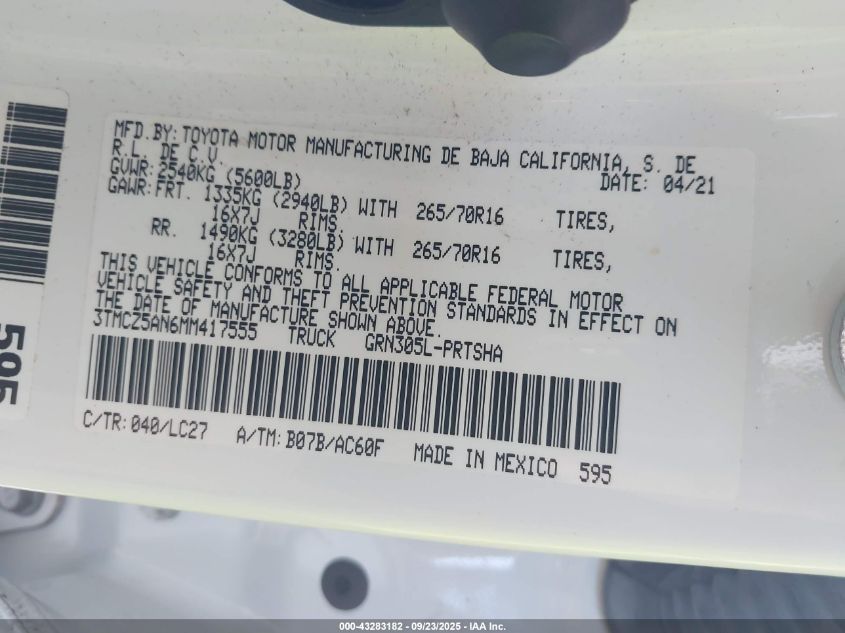 MFD.BY:TOYOTA MOTOR MANUFACTURING DE BAJA CALIFORNIA, S. DE
R.L. DE C.V. DATE: 04/21
GVWR:2540KG (5600LB)
GAWR:FRT. 1335KG (2940LB) WITH 265/70R16 TIRES,
16X7J RIMS.
RR. 1490KG (3280LB) WITH 265/70R16 TIRES,
16X7J RIMS.
THIS VEHICLE CONFORMS TO ALL APPLICABLE FEDERAL MOTOR
VEHICLE SAFETY AND THEFT PREVENTION STANDARDS IN EFFECT ON
THE DATE OF MANUFACTURE SHOWN ABOVE.
3TMCZ5AN6MM417555 TRUCK GRN305L-PRTSHA
C/TR:040/LC27 A/TM:B07B/AC60F MADE IN MEXICO 595
595
000-43283182 - 09/23/2025 - IAA Inc.